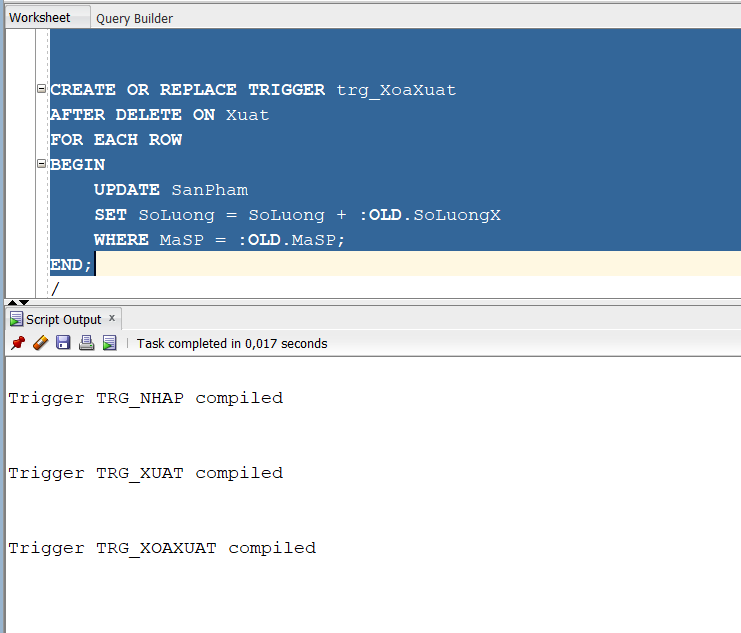 Worksheet Query Builder
CREATE OR REPLACE TRIGGER trg_XoaXuat
AFTER DELETE ON Xuat
FOR EACH ROW
BEGIN
    UPDATE SanPham
    SET SoLuong = SoLuong + :OLD.SoLuongX
    WHERE MaSP = :OLD.MaSP;
END;
/
Script Output x
Task completed in 0,017 seconds
Trigger TRG_NHAP compiled
Trigger TRG_XUAT compiled
Trigger TRG_XOAXUAT compiled